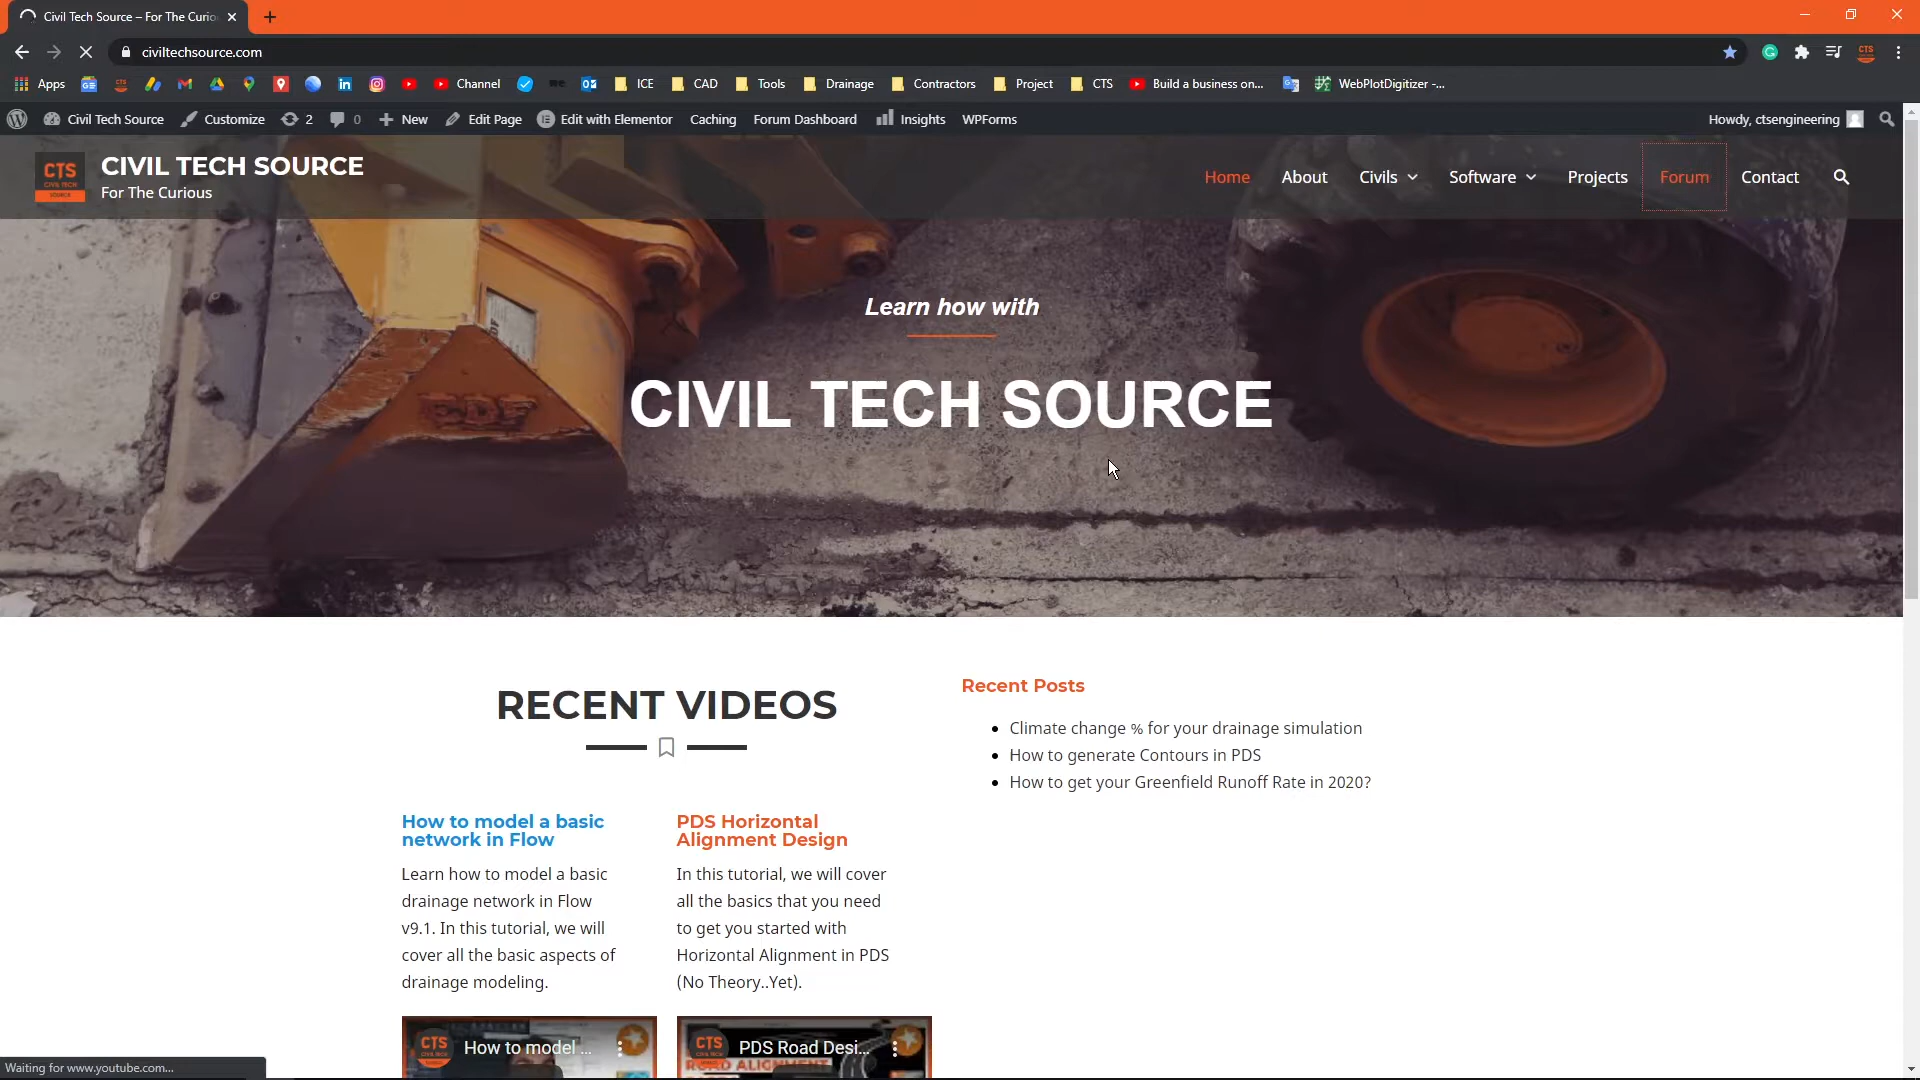 Civil Tech Source – For The Curio
civiltechsource.com
Apps
Channel
ICE
CAD
Tools
Drainage
Contractors
Project
CTS
Build a business on...
WebPlotDigitizer -...
Civil Tech Source
Customize
2
0
New
Edit Page
Edit with Elementor
Caching
Forum Dashboard
Insights
WPForms
Howdy, ctsengineering
CTS
CIVIL TECH
SOURCE
CIVIL TECH SOURCE
For The Curious
Home
About
Civils
Software
Projects
Forum
Contact
Learn how with
CIVIL TECH SOURCE
RECENT VIDEOS
Recent Posts
Climate change % for your drainage simulation
How to generate Contours in PDS
How to get your Greenfield Runoff Rate in 2020?
How to model a basic
network in Flow
Learn how to model a basic
drainage network in Flow
v9.1. In this tutorial, we will
cover all the basic aspects of
drainage modeling.
PDS Horizontal
Alignment Design
In this tutorial, we will cover
all the basics that you need
to get you started with
Horizontal Alignment in PDS
(No Theory..Yet).
CTS
How to model ...
CTS
PDS Road Desi...
ROAD ALIGNMENT
Waiting for www.youtube.com...